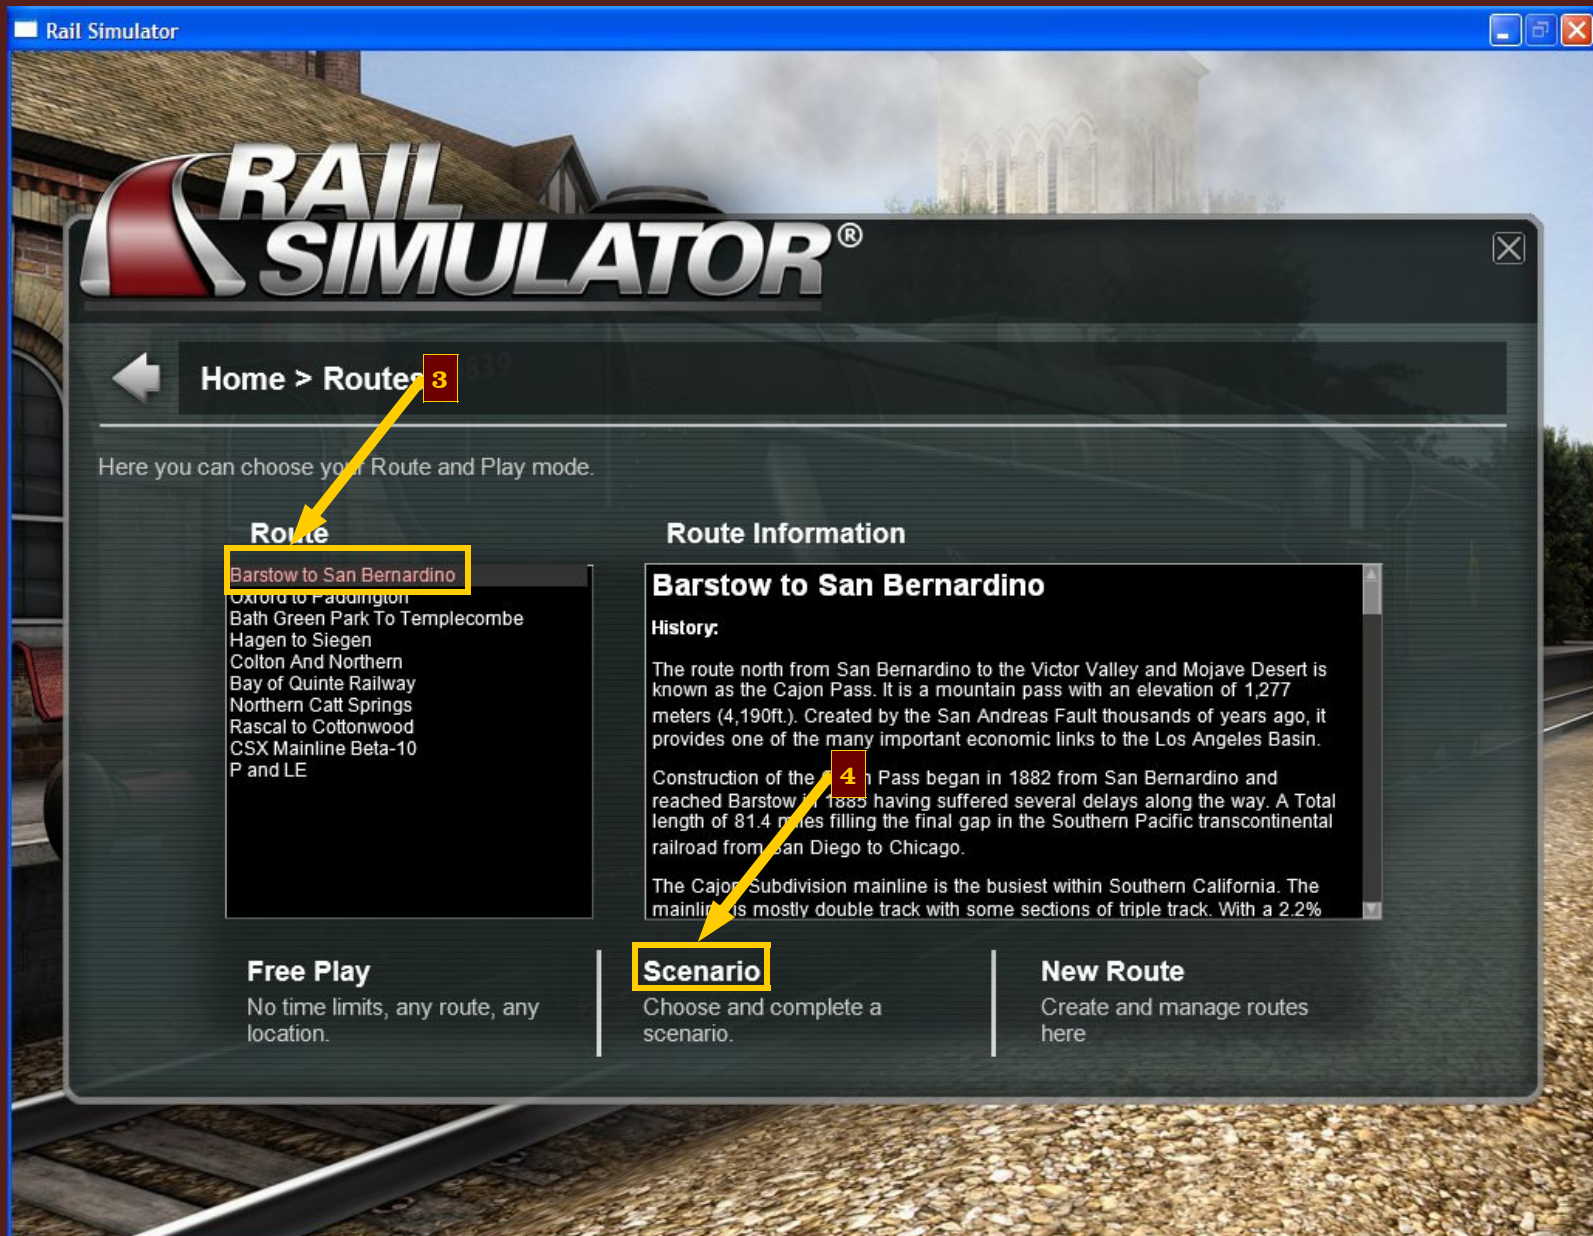 Rail Simulator
RAIL
SIMULATOR®
Home > Routes 3
839
Here you can choose your Route and Play mode.
Route
Barstow to San Bernardino
Oxford to Paddington
Bath Green Park To Templecombe
Hagen to Siegen
Colton And Northern
Bay of Quinte Railway
Northern Catt Springs
Rascal to Cottonwood
CSX Mainline Beta-10
P and LE
Route Information
Barstow to San Bernardino
History:
The route north from San Bernardino to the Victor Valley and Mojave Desert is
known as the Cajon Pass. It is a mountain pass with an elevation of 1,277
meters (4,190ft.). Created by the San Andreas Fault thousands of years ago, it
provides one of the many important economic links to the Los Angeles Basin.
4
Construction of the Cajon Pass began in 1882 from San Bernardino and
reached Barstow in 1885 having suffered several delays along the way. A Total
length of 81.4 miles filling the final gap in the Southern Pacific transcontinental
railroad from San Diego to Chicago.
The Cajon Subdivision mainline is the busiest within Southern California. The
mainline is mostly double track with some sections of triple track. With a 2.2%
Free Play
No time limits, any route, any
location.
Scenario
Choose and complete a
scenario.
New Route
Create and manage routes
here